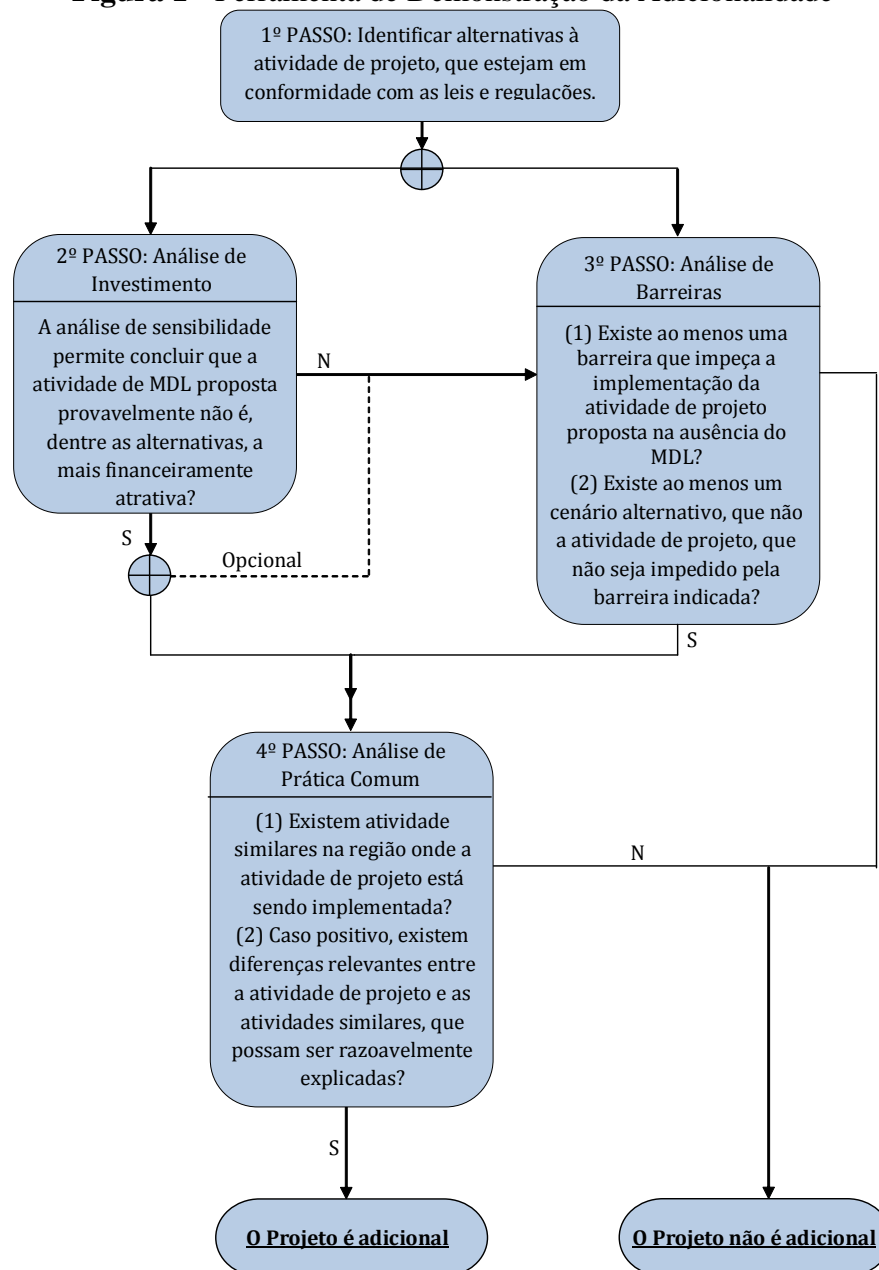 1º PASSO: Identificar alternativas à
atividade de projeto, que estejam em
conformidade com as leis e regulações.
2º PASSO: Análise de
Investimento
A análise de sensibilidade
permite concluir que a
atividade de MDL proposta
provavelmente não é,
dentre as alternativas, a
mais financeiramente
atrativa?
N
S
Opcional
3º PASSO: Análise de
Barreiras
(1) Existe ao menos uma
barreira que impeça a
implementação da
atividade de projeto
proposta na ausência do
MDL?
(2) Existe ao menos um
cenário alternativo, que não
a atividade de projeto, que
não seja impedido pela
barreira indicada?
S
4º PASSO: Análise de
Prática Comum
(1) Existem atividade
similares na região onde a
atividade de projeto está
sendo implementada?
(2) Caso positivo, existem
diferenças relevantes entre
a atividade de projeto e as
atividades similares, que
possam ser razoavelmente
explicadas?
N
S
O Projeto é adicional
O Projeto não é adicional